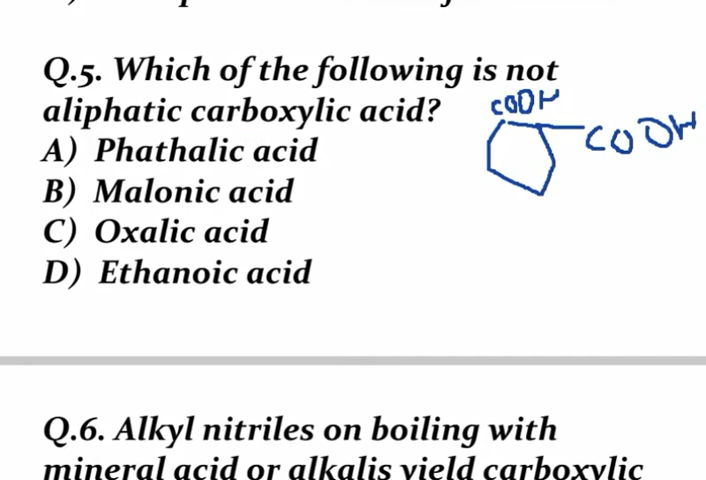 Q.5. Which of the following is not
aliphatic carboxylic acid?
COOH
COOH
A) Phathalic acid
B) Malonic acid
C) Oxalic acid
D) Ethanoic acid
Q.6. Alkyl nitriles on boiling with
mineral acid or alkalis yield carboxylic